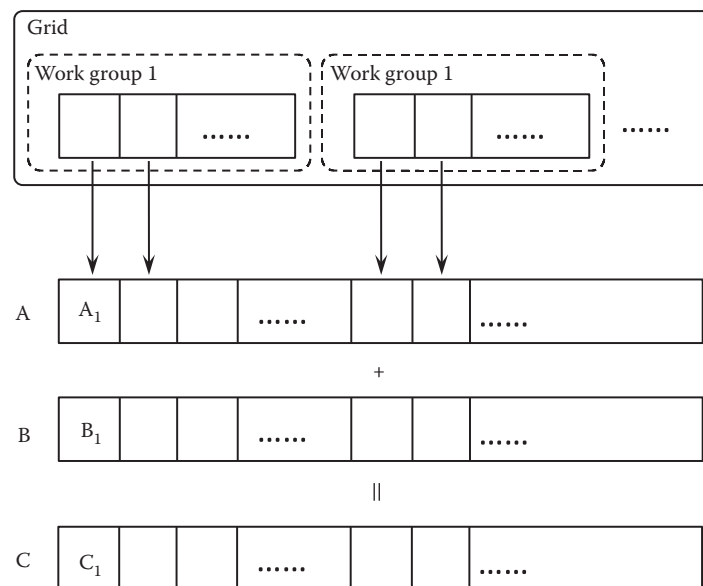 Grid
Work group 1 Work group 1
...... ...... ......
A A₁ ...... ......
+
B B₁ ...... ......
||
C C₁ ...... ......